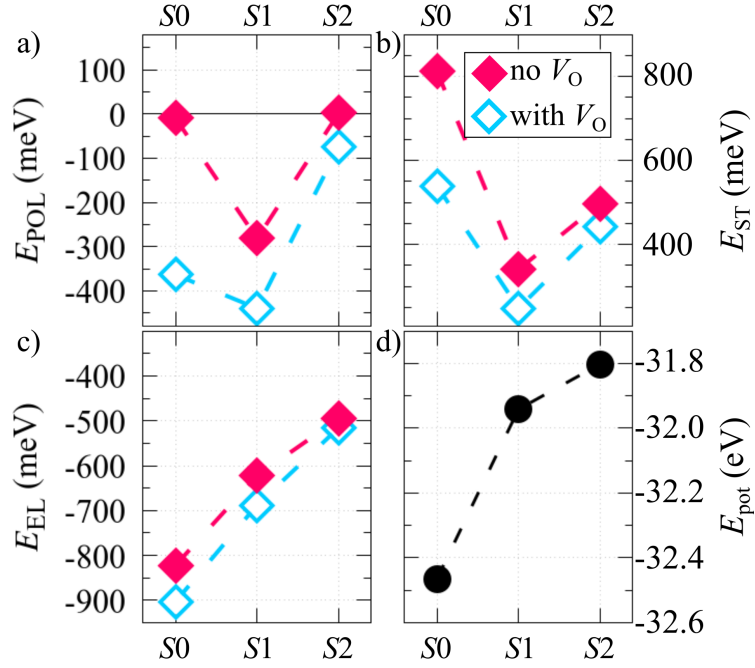 S0 S1 S2 S0 S1 S2
a)
b)
100
0
-100
-200
-300
-400
E_POL (meV)
no V_O
with V_O
800
600
400
E_ST (meV)
c)
d)
-400
-500
-600
-700
-800
-900
E_EL (meV)
-31.8
-32.0
-32.2
-32.4
-32.6
E_pot (eV)
S0 S1 S2 S0 S1 S2